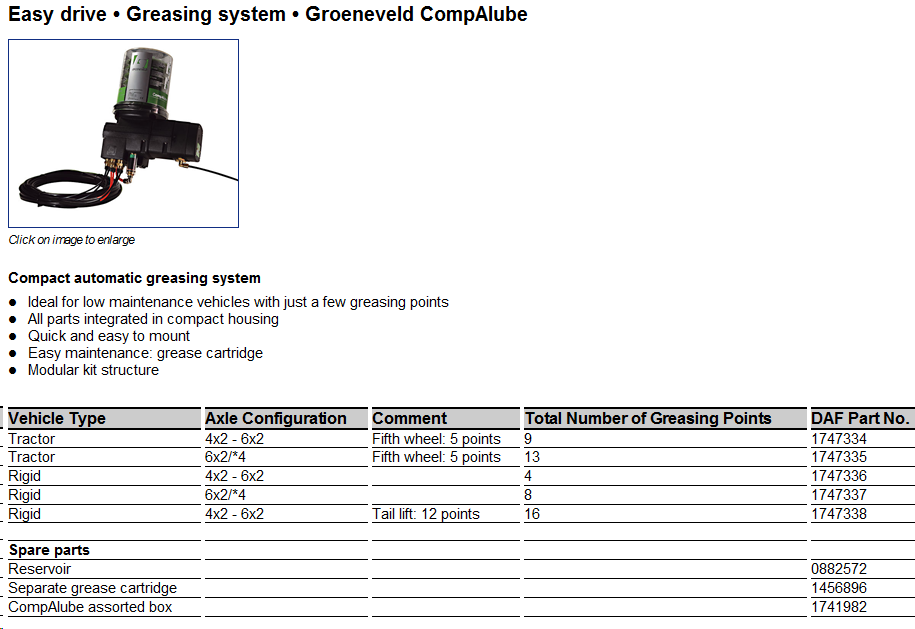 Easy drive • Greasing system • Groeneveld CompAlube
Click on image to enlarge
Compact automatic greasing system
● Ideal for low maintenance vehicles with just a few greasing points
● All parts integrated in compact housing
● Quick and easy to mount
● Easy maintenance: grease cartridge
● Modular kit structure
Vehicle Type Axle Configuration Comment Total Number of Greasing Points DAF Part No.
Tractor 4x2 - 6x2 Fifth wheel: 5 points 9 1747334
Tractor 6x2/*4 Fifth wheel: 5 points 13 1747335
Rigid 4x2 - 6x2 4 1747336
Rigid 6x2/*4 8 1747337
Rigid 4x2 - 6x2 Tail lift: 12 points 16 1747338
Spare parts
Reservoir 0882572
Separate grease cartridge 1456896
CompAlube assorted box 1741982